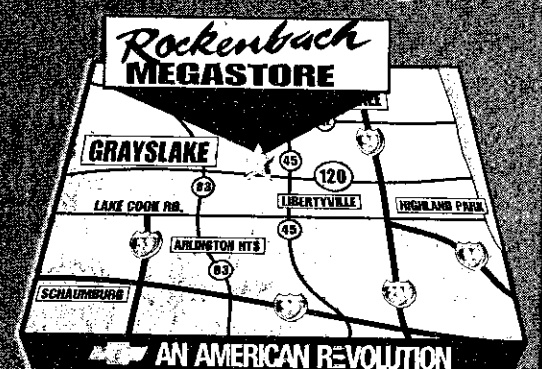 Rockenbach
MEGASTORE
GRAYSLAKE
45
120
83
LIBERTYVILLE
HIGHLAND PARK
LAKE COOK RD.
45
ARLINGTON HTS
83
SCHAUMBURG
AN AMERICAN REVOLUTION